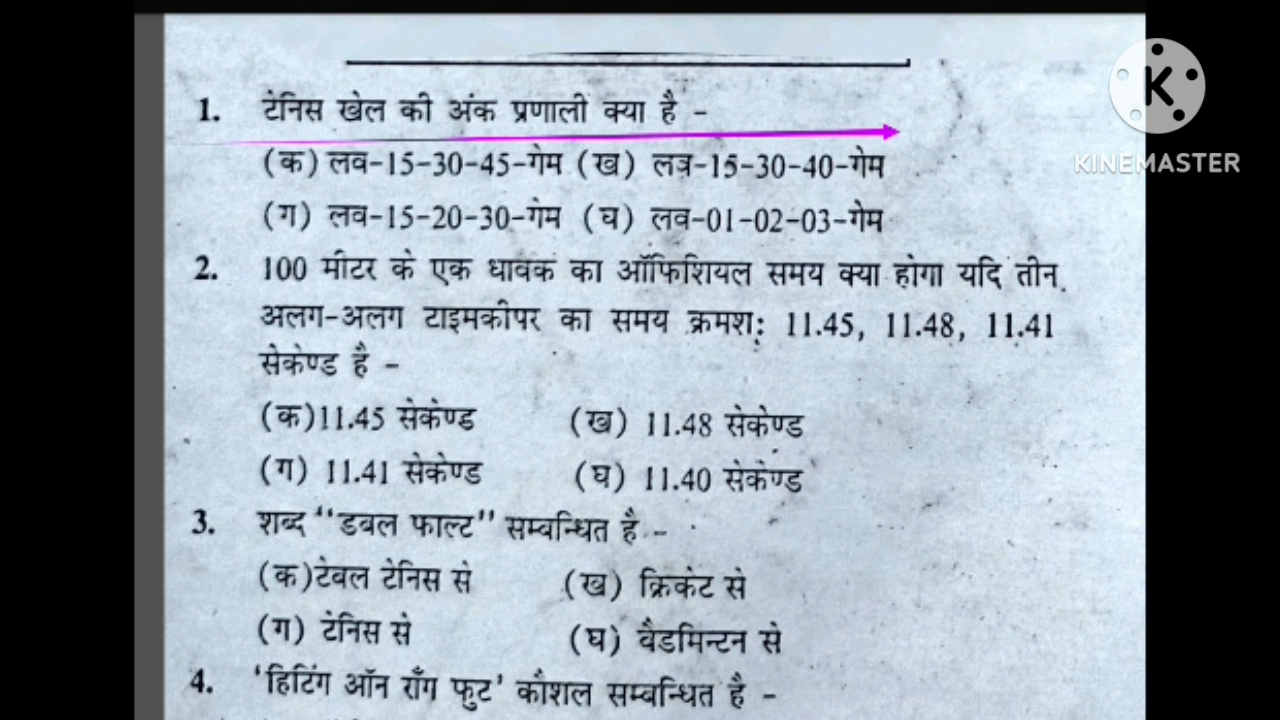 1. टेनिस खेल की अंक प्रणाली क्या है -
(क) लव-15-30-45-गेम (ख) लव-15-30-40-गेम
(ग) लव-15-20-30-गेम (घ) लव-01-02-03-गेम
2. 100 मीटर के एक धावक का ऑफिशियल समय क्या होगा यदि तीन
अलग-अलग टाइमकीपर का समय क्रमश: 11.45, 11.48, 11.41
सेकेण्ड है -
(क) 11.45 सेकेण्ड (ख) 11.48 सेकेण्ड
(ग) 11.41 सेकेण्ड (घ) 11.40 सेकेण्ड
3. शब्द "डबल फाल्ट" सम्बन्धित है -
(क) टेबल टेनिस से (ख) क्रिकेट से
(ग) टेनिस से (घ) बैडमिन्टन से
4. 'हिटिंग ऑन राँग फुट' कौशल सम्बन्धित है -
K
KINEMASTER